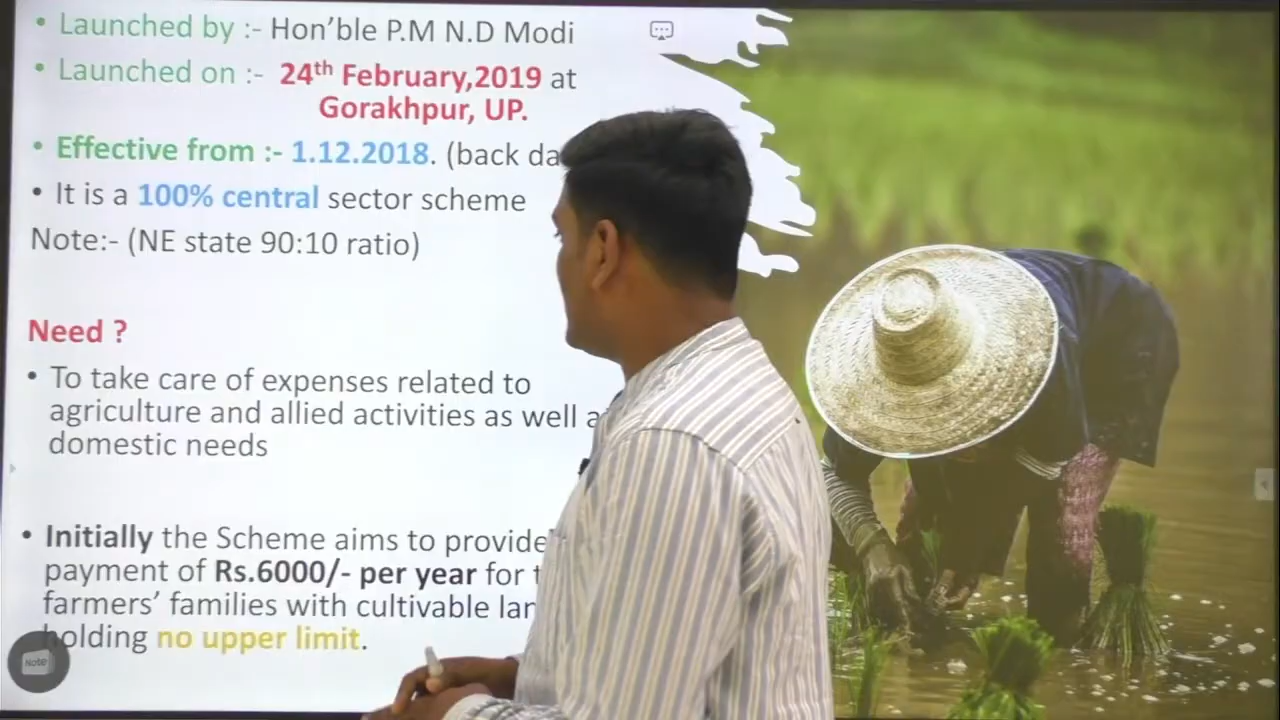 • Launched by :- Hon’ble P.M N.D Modi
• Launched on :- 24th February,2019 at
Gorakhpur, UP.
• Effective from :- 1.12.2018. (back
• It is a 100% central sector scheme
Note:- (NE state 90:10 ratio)
Need ?
• To take care of expenses related to
agriculture and allied activities as well
domestic needs
• Initially the Scheme aims to provide
payment of Rs.6000/- per year for
farmers’ families with cultivable
holding no upper limit.
Note